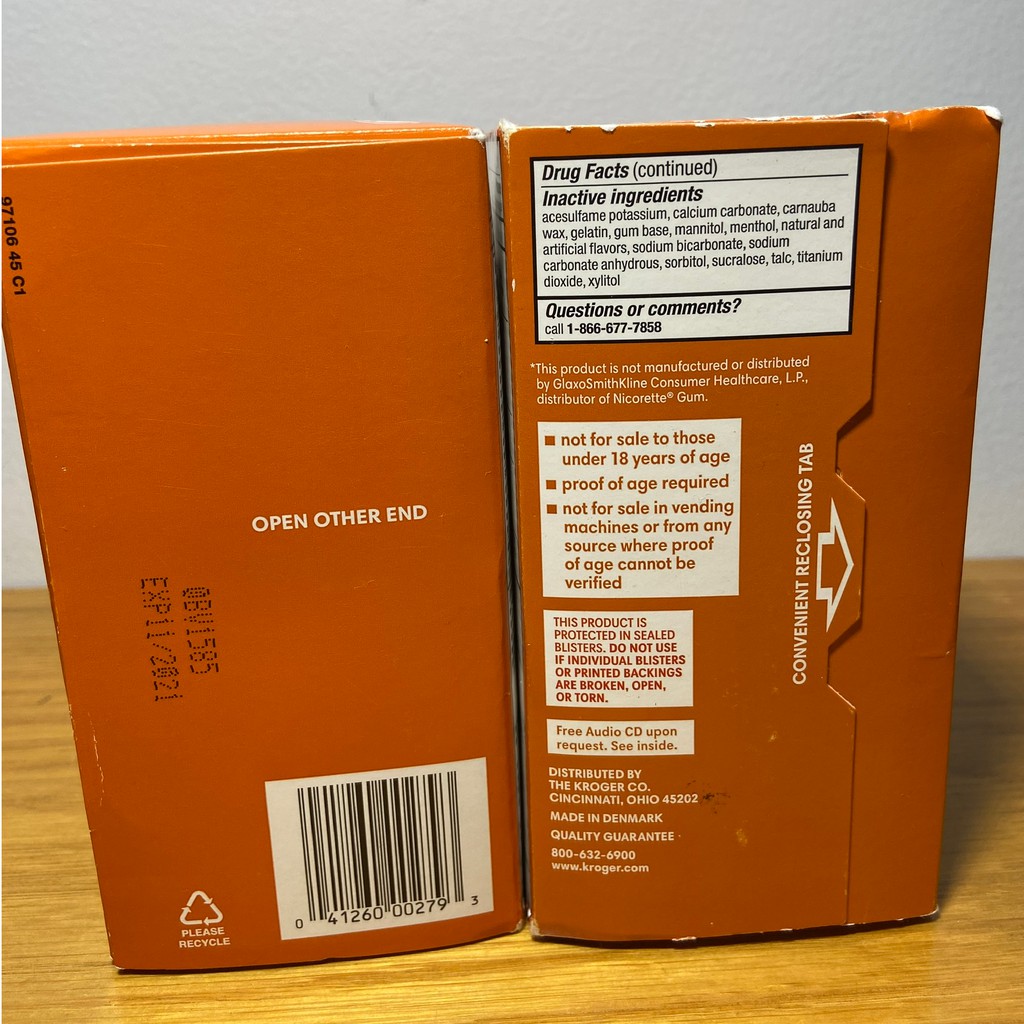 97106 45 C1
OPEN OTHER END
0BV1585
EXP11/2021
0 41260 00279 3
PLEASE
RECYCLE
Drug Facts (continued)
Inactive ingredients
acesulfame potassium, calcium carbonate, carnauba
wax, gelatin, gum base, mannitol, menthol, natural and
artificial flavors, sodium bicarbonate, sodium
carbonate anhydrous, sorbitol, sucralose, talc, titanium
dioxide, xylitol
Questions or comments?
call 1-866-677-7858
*This product is not manufactured or distributed
by GlaxoSmithKline Consumer Healthcare, L.P.,
distributor of Nicorette® Gum.
■ not for sale to those
under 18 years of age
■ proof of age required
■ not for sale in vending
machines or from any
source where proof
of age cannot be
verified
THIS PRODUCT IS
PROTECTED IN SEALED
BLISTERS. DO NOT USE
IF INDIVIDUAL BLISTERS
OR PRINTED BACKINGS
ARE BROKEN, OPEN,
OR TORN.
Free Audio CD upon
request. See inside.
DISTRIBUTED BY
THE KROGER CO.
CINCINNATI, OHIO 45202
MADE IN DENMARK
QUALITY GUARANTEE
800-632-6900
www.kroger.com
CONVENIENT RECLOSING TAB